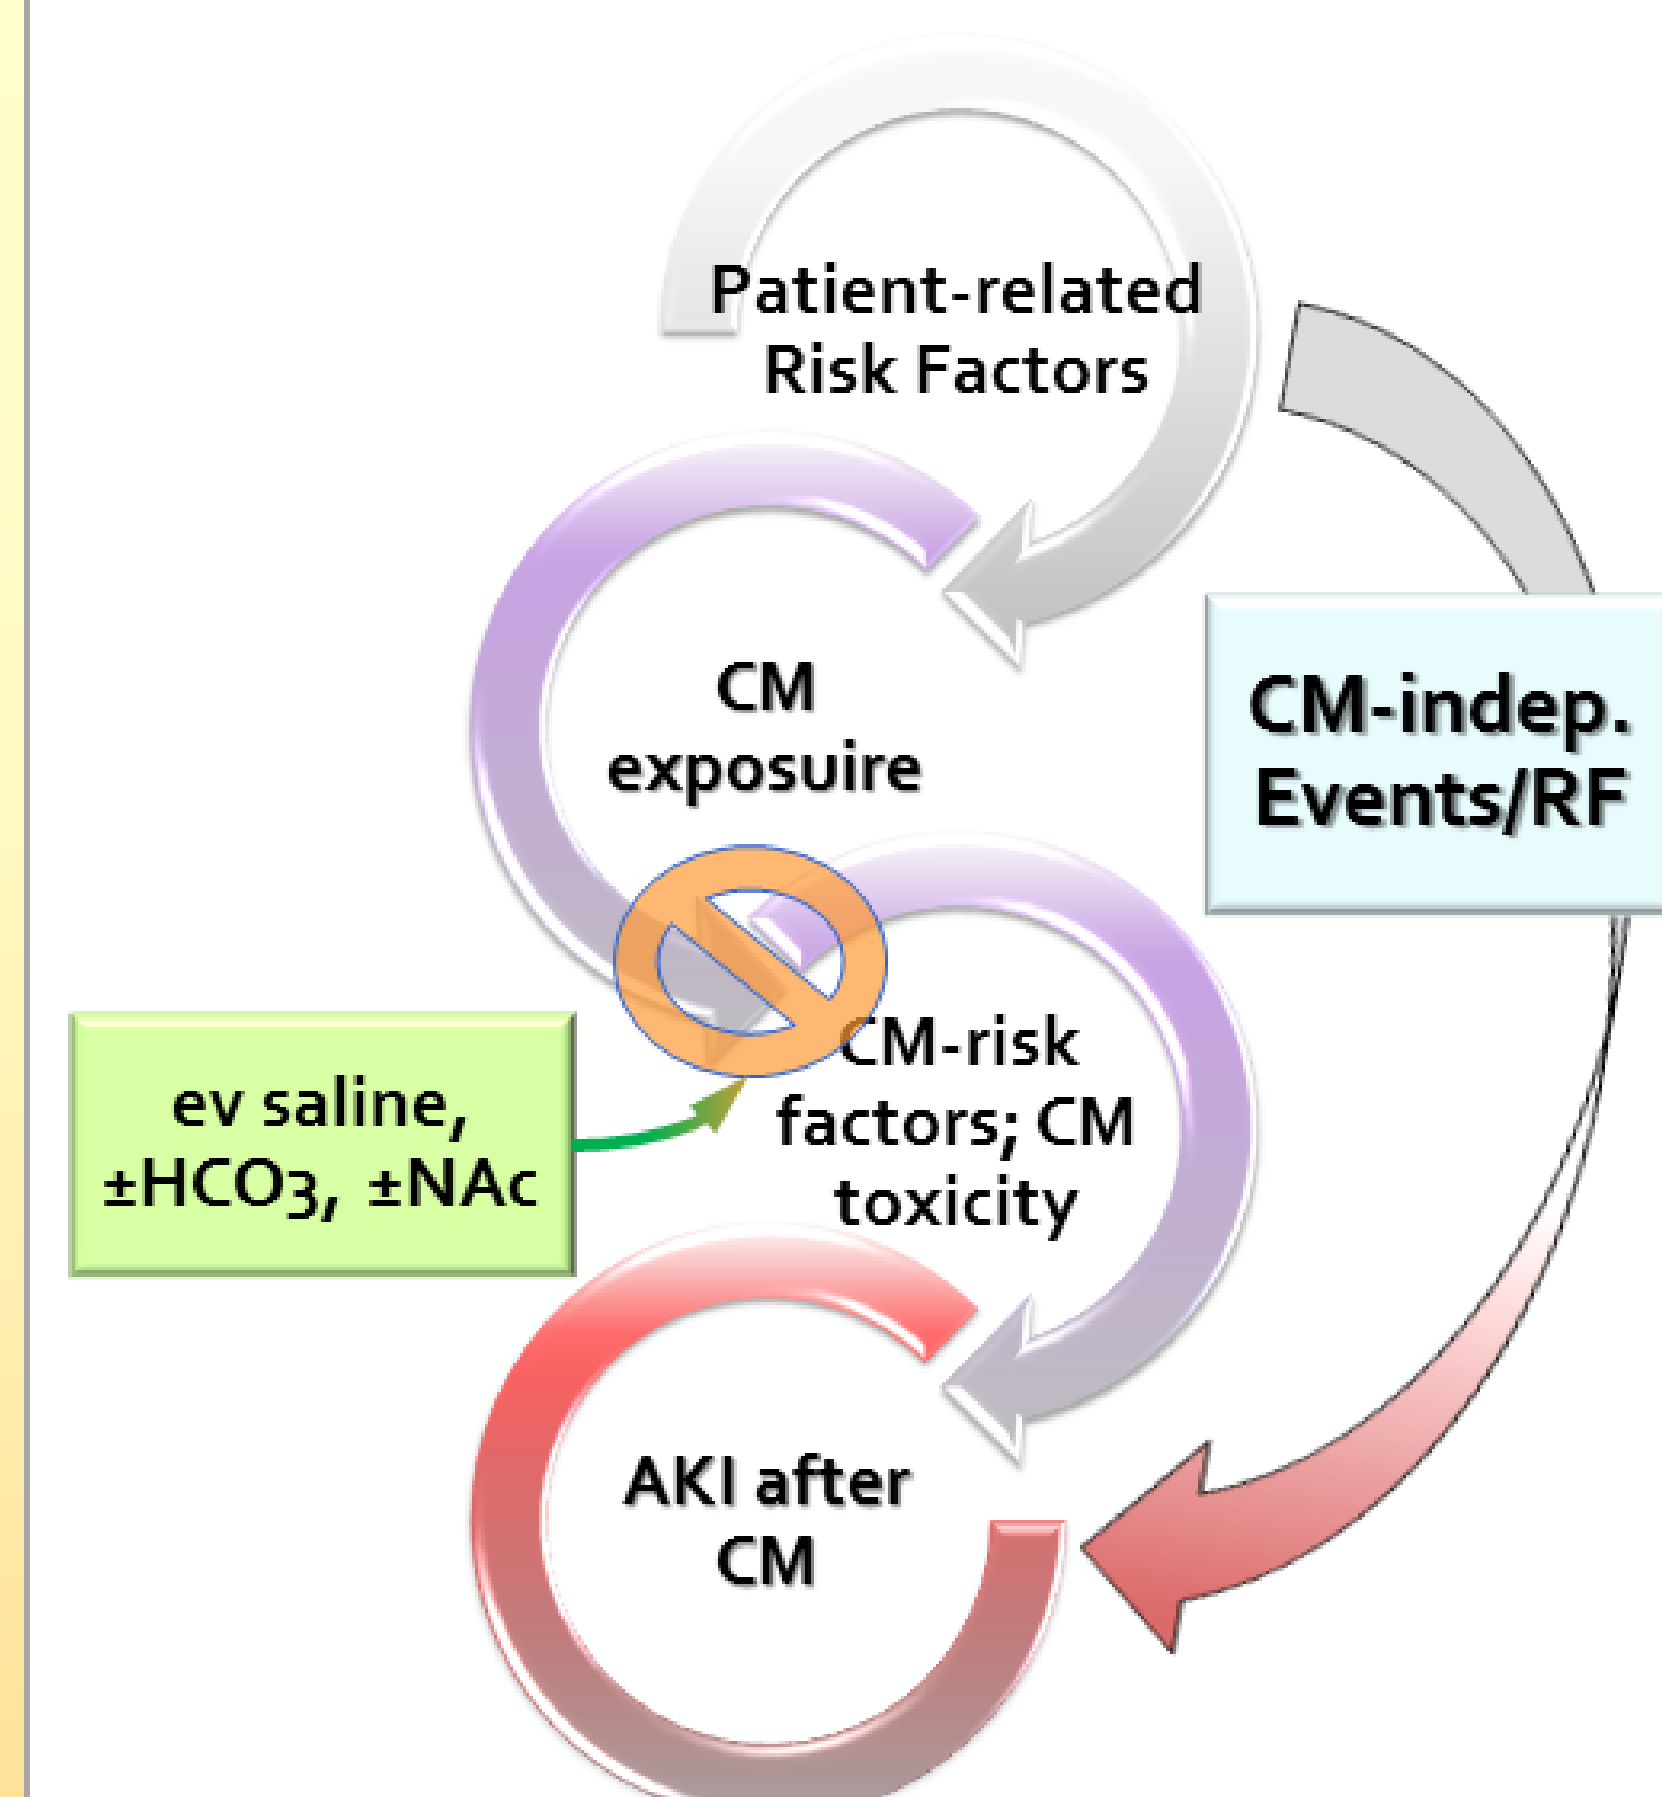 Patient-related
Risk Factors
CM
exposuire
CM-indep.
Events/RF
CM-risk
factors; CM
toxicity
ev saline,
±HCO3, ±NAc
AKI after
CM